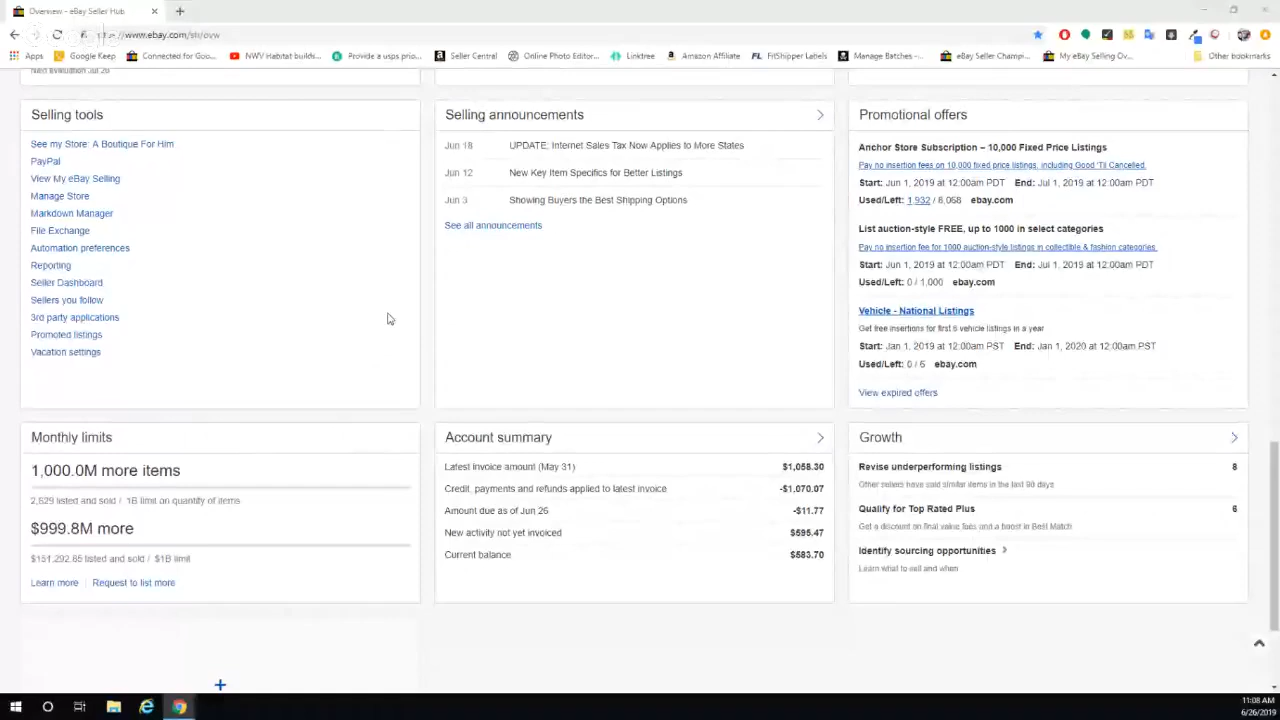 Overview - eBay Seller Hub
https://www.ebay.com/sh/ovw
Apps
Google Keep
Connected for Goo...
NWV Habitat builds...
Provide a usps prio...
Seller Central
Online Photo Editor...
Linktree
Amazon Affiliate
FitShipper Labels
Manage Batches -...
eBay Seller Champi...
My eBay Selling Ov...
Other bookmarks
Next evaluation Jul 20
Selling tools
See my Store: A Boutique For Him
PayPal
View My eBay Selling
Manage Store
Markdown Manager
File Exchange
Automation preferences
Reporting
Seller Dashboard
Sellers you follow
3rd party applications
Promoted listings
Vacation settings
Selling announcements
Jun 18 UPDATE: Internet Sales Tax Now Applies to More States
Jun 12 New Key Item Specifics for Better Listings
Jun 3 Showing Buyers the Best Shipping Options
See all announcements
Promotional offers
Anchor Store Subscription – 10,000 Fixed Price Listings
Pay no insertion fees on 10,000 fixed price listings, including Good 'Til Cancelled.
Start: Jun 1, 2019 at 12:00am PDT End: Jul 1, 2019 at 12:00am PDT
Used/Left: 1,932 / 8,068 ebay.com
List auction-style FREE, up to 1000 in select categories
Pay no insertion fee for 1000 auction-style listings in collectible & fashion categories.
Start: Jun 1, 2019 at 12:00am PDT End: Jul 1, 2019 at 12:00am PDT
Used/Left: 0 / 1,000 ebay.com
Vehicle - National Listings
Get free insertions for first 6 vehicle listings in a year
Start: Jan 1, 2019 at 12:00am PST End: Jan 1, 2020 at 12:00am PST
Used/Left: 0 / 6 ebay.com
View expired offers
Monthly limits
1,000.0M more items
2,629 listed and sold / 1B limit on quantity of items
$999.8M more
$151,292.65 listed and sold / $1B limit
Learn more | Request to list more
Account summary
Latest invoice amount (May 31) $1,058.30
Credit, payments and refunds applied to latest invoice -$1,070.07
Amount due as of Jun 26 -$11.77
New activity not yet invoiced $595.47
Current balance $583.70
Growth
Revise underperforming listings 8
Other sellers have sold similar items in the last 90 days
Qualify for Top Rated Plus 6
Get a discount on final value fees and a boost in Best Match
Identify sourcing opportunities
Learn what to sell and when
11:08 AM
6/26/2019